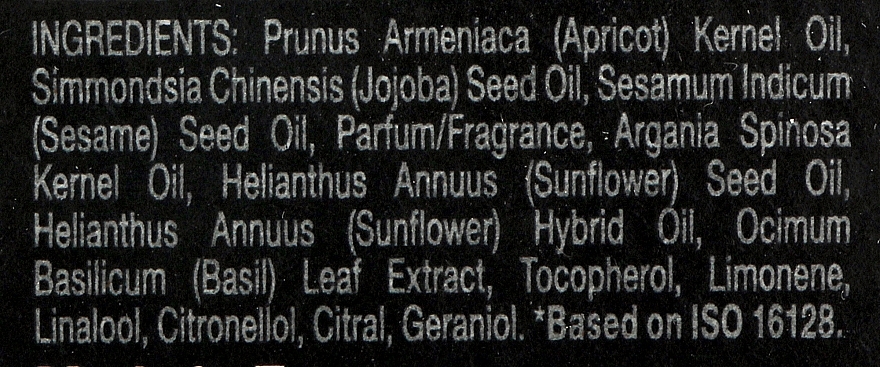 INGREDIENTS: Prunus Armeniaca (Apricot) Kernel Oil,
Simmondsia Chinensis (Jojoba) Seed Oil, Sesamum Indicum
(Sesame) Seed Oil, Parfum/Fragrance, Argania Spinosa
Kernel Oil, Helianthus Annuus (Sunflower) Seed Oil,
Helianthus Annuus (Sunflower) Hybrid Oil, Ocimum
Basilicum (Basil) Leaf Extract, Tocopherol, Limonene,
Linalool, Citronellol, Citral, Geraniol. *Based on ISO 16128.